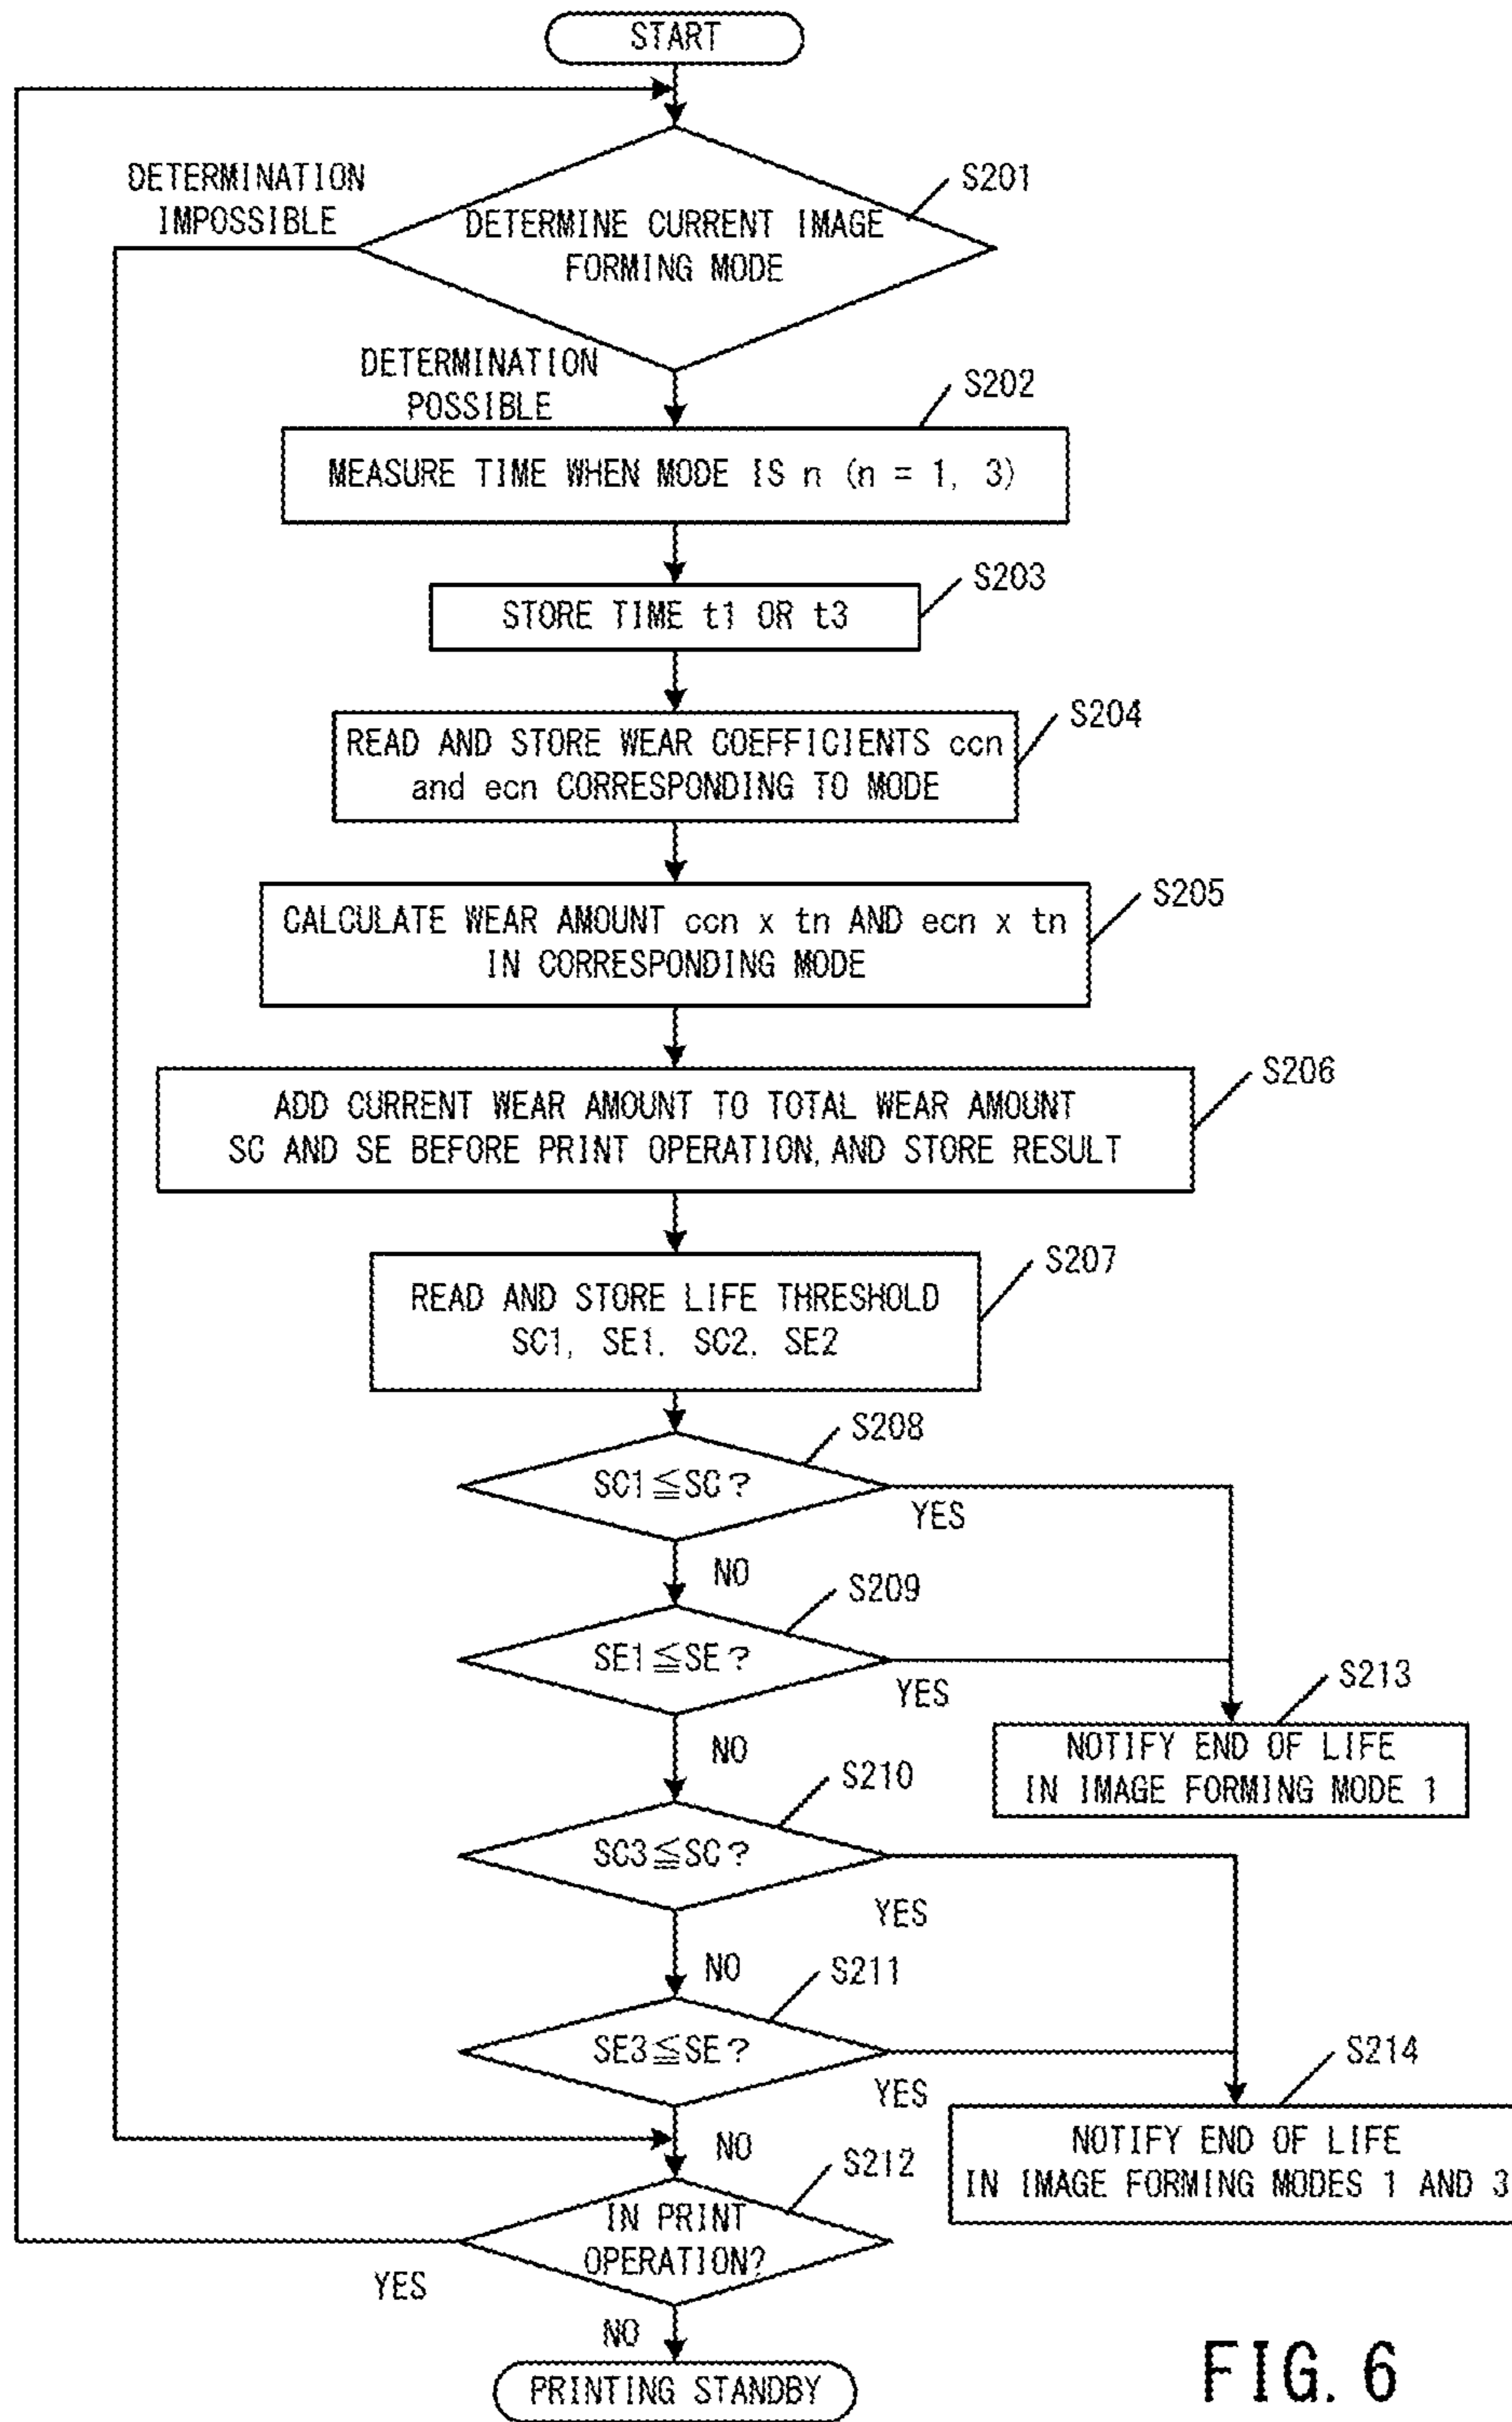 START
DETERMINATION
IMPOSSIBLE
S201
DETERMINE CURRENT IMAGE
FORMING MODE
DETERMINATION
POSSIBLE
S202
MEASURE TIME WHEN MODE IS n (n = 1, 3)
S203
STORE TIME t1 OR t3
S204
READ AND STORE WEAR COEFFICIENTS ccn
and ecn CORRESPONDING TO MODE
S205
CALCULATE WEAR AMOUNT ccn x tn AND ecn x tn
IN CORRESPONDING MODE
S206
ADD CURRENT WEAR AMOUNT TO TOTAL WEAR AMOUNT
SC AND SE BEFORE PRINT OPERATION, AND STORE RESULT
S207
READ AND STORE LIFE THRESHOLD
SC1, SE1, SC2, SE2
S208
SC1≦SC?
YES
NO
S209
SE1≦SE?
YES
S213
NOTIFY END OF LIFE
IN IMAGE FORMING MODE 1
NO
S210
SC3≦SC?
YES
NO
S211
SE3≦SE?
YES
S214
NOTIFY END OF LIFE
IN IMAGE FORMING MODES 1 AND 3
NO
S212
IN PRINT
OPERATION?
YES
NO
PRINTING STANDBY
FIG. 6